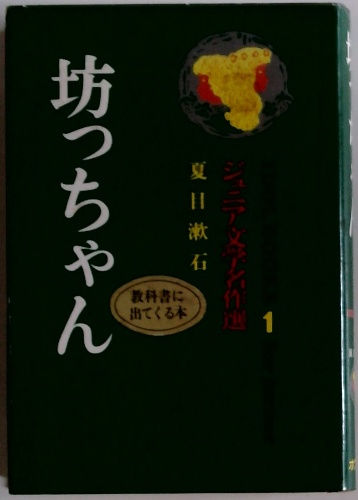 坊っちゃん
夏目漱石
ジュニア文学名作選
1
教科書に
出てくる本